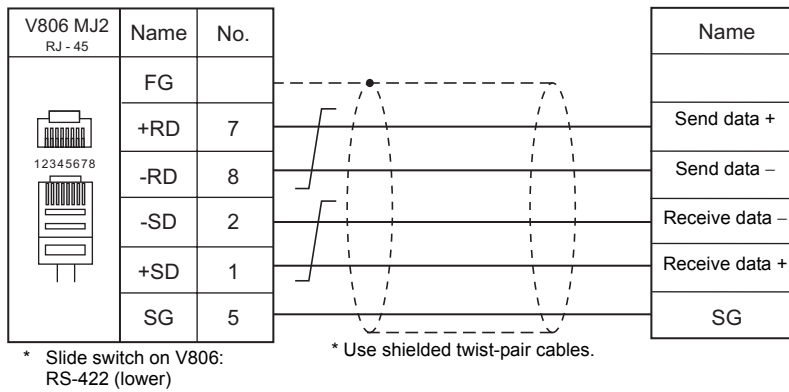 V806 MJ2 Name No. Name
RJ - 45
FG
+RD 7 Send data +
12345678
-RD 8 Send data −
-SD 2 Receive data −
+SD 1 Receive data +
SG 5 SG
* Slide switch on V806:
RS-422 (lower)
* Use shielded twist-pair cables.